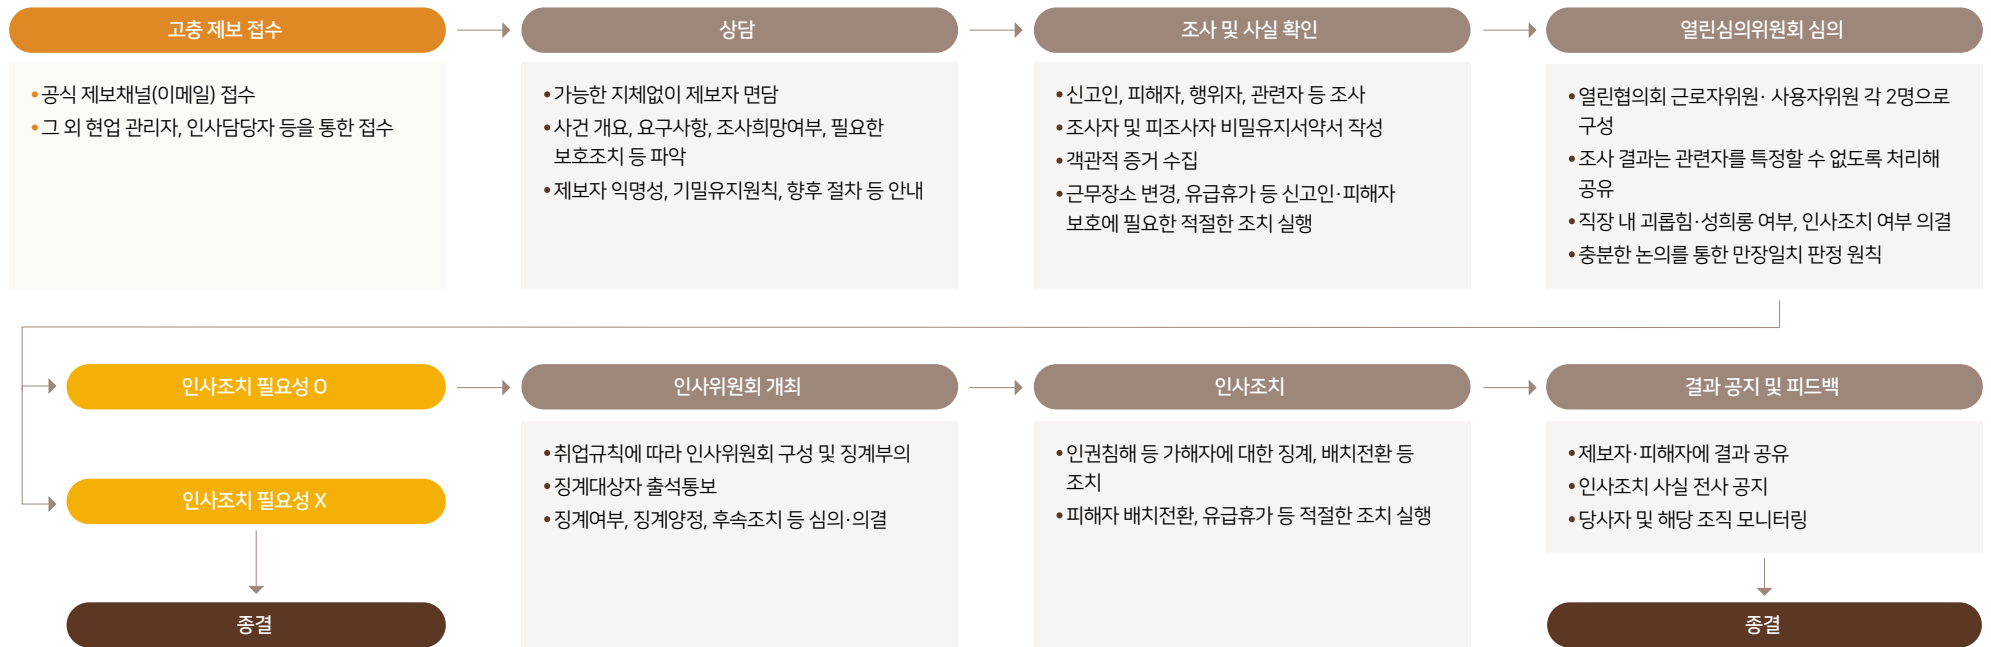 고충 제보 접수
• 공식 제보채널(이메일) 접수
• 그 외 현업 관리자, 인사담당자 등을 통한 접수
상담
• 가능한 지체없이 제보자 면담
• 사건 개요, 요구사항, 조사희망여부, 필요한
보호조치 등 파악
• 제보자 익명성, 기밀유지원칙, 향후 절차 등 안내
조사 및 사실 확인
• 신고인, 피해자, 행위자, 관련자 등 조사
• 조사자 및 피조사자 비밀유지서약서 작성
• 객관적 증거 수집
• 근무장소 변경, 유급휴가 등 신고인·피해자
보호에 필요한 적절한 조치 실행
열린심의위원회 심의
• 열린협의회 근로자위원· 사용자위원 각 2명으로
구성
• 조사 결과는 관련자를 특정할 수 없도록 처리해
공유
• 직장 내 괴롭힘·성희롱 여부, 인사조치 여부 의결
• 충분한 논의를 통한 만장일치 판정 원칙
인사조치 필요성 O
인사조치 필요성 X
종결
인사위원회 개최
• 취업규칙에 따라 인사위원회 구성 및 징계부의
• 징계대상자 출석통보
• 징계여부, 징계양정, 후속조치 등 심의·의결
인사조치
• 인권침해 등 가해자에 대한 징계, 배치전환 등
조치
• 피해자 배치전환, 유급휴가 등 적절한 조치 실행
결과 공지 및 피드백
• 제보자·피해자에 결과 공유
• 인사조치 사실 전사 공지
• 당사자 및 해당 조직 모니터링
종결